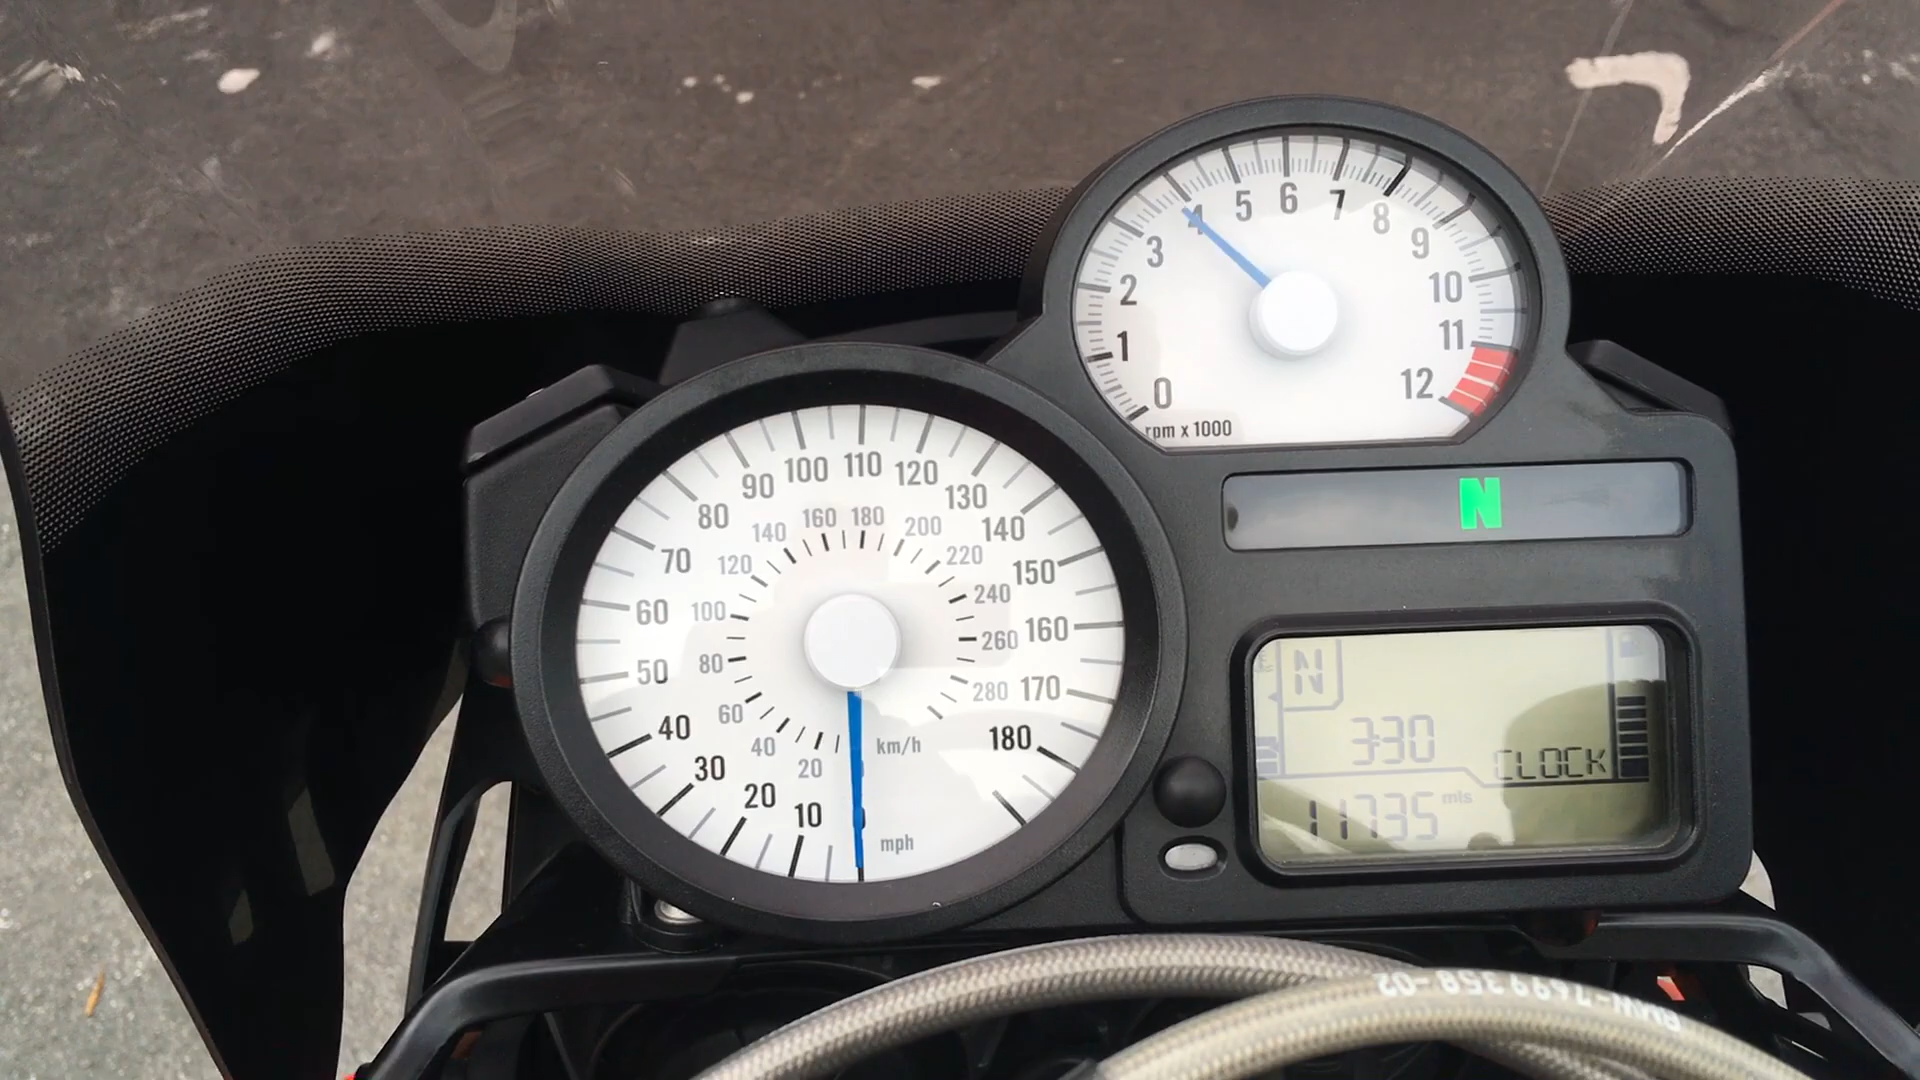 0 1 2 3 4 5 6 7 8 9 10 11 12
rpm x 1000
N
10 20 30 40 50 60 70 80 90 100 110 120 130 140 150 160 170 180
20 40 60 80 100 120 140 160 180 200 220 240 260 280
km/h
mph
N
3:30
CLOCK
11735 mls